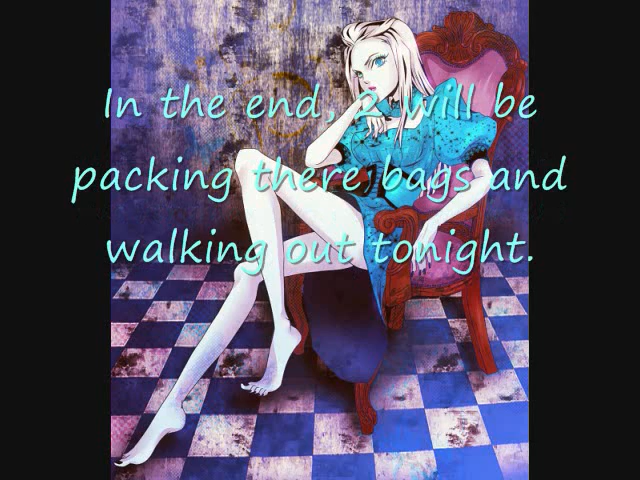 In the end, 2 will be
packing there bags and
walking out tonight.